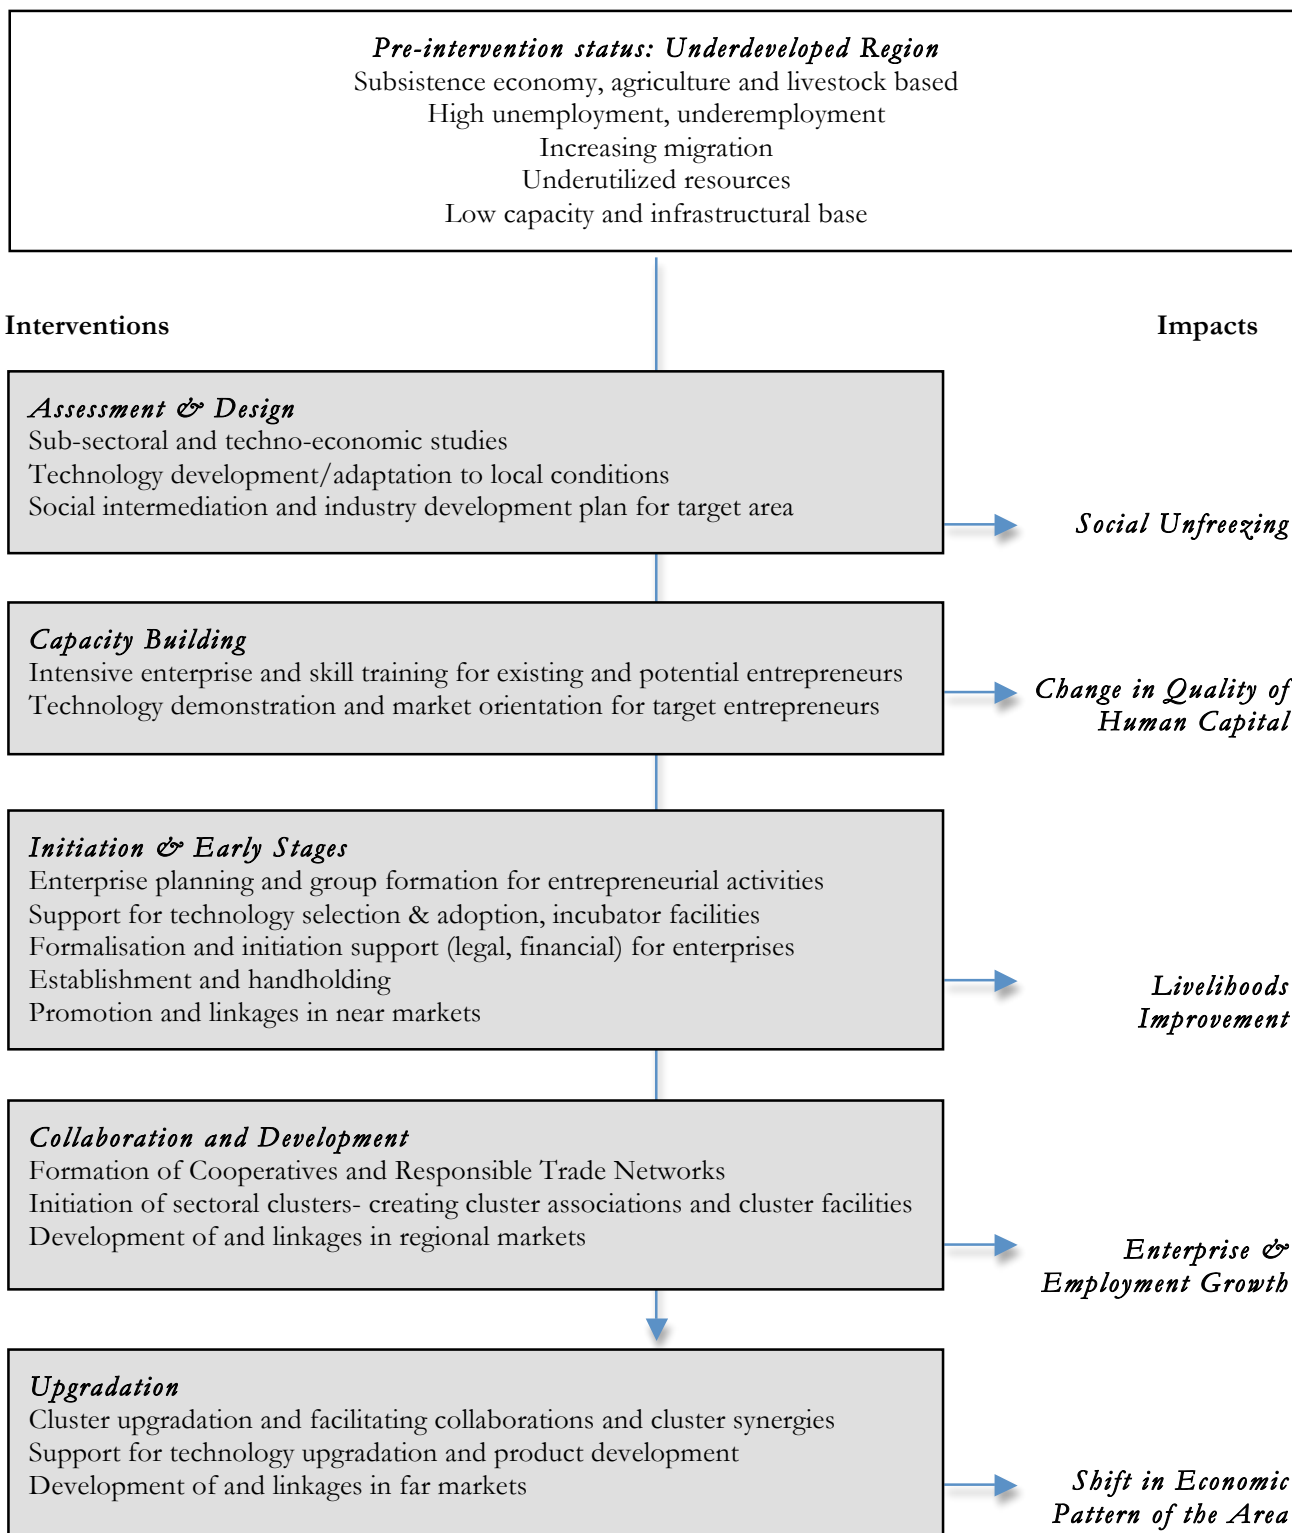 Pre-intervention status: Underdeveloped Region
Subsistence economy, agriculture and livestock based
High unemployment, underemployment
Increasing migration
Underutilized resources
Low capacity and infrastructural base
Interventions
Impacts
Assessment & Design
Sub-sectoral and techno-economic studies
Technology development/adaptation to local conditions
Social intermediation and industry development plan for target area
Social Unfreezing
Capacity Building
Intensive enterprise and skill training for existing and potential entrepreneurs
Technology demonstration and market orientation for target entrepreneurs
Change in Quality of
Human Capital
Initiation & Early Stages
Enterprise planning and group formation for entrepreneurial activities
Support for technology selection & adoption, incubator facilities
Formalisation and initiation support (legal, financial) for enterprises
Establishment and handholding
Promotion and linkages in near markets
Livelihoods
Improvement
Collaboration and Development
Formation of Cooperatives and Responsible Trade Networks
Initiation of sectoral clusters- creating cluster associations and cluster facilities
Development of and linkages in regional markets
Enterprise &
Employment Growth
Upgradation
Cluster upgradation and facilitating collaborations and cluster synergies
Support for technology upgradation and product development
Development of and linkages in far markets
Shift in Economic
Pattern of the Area